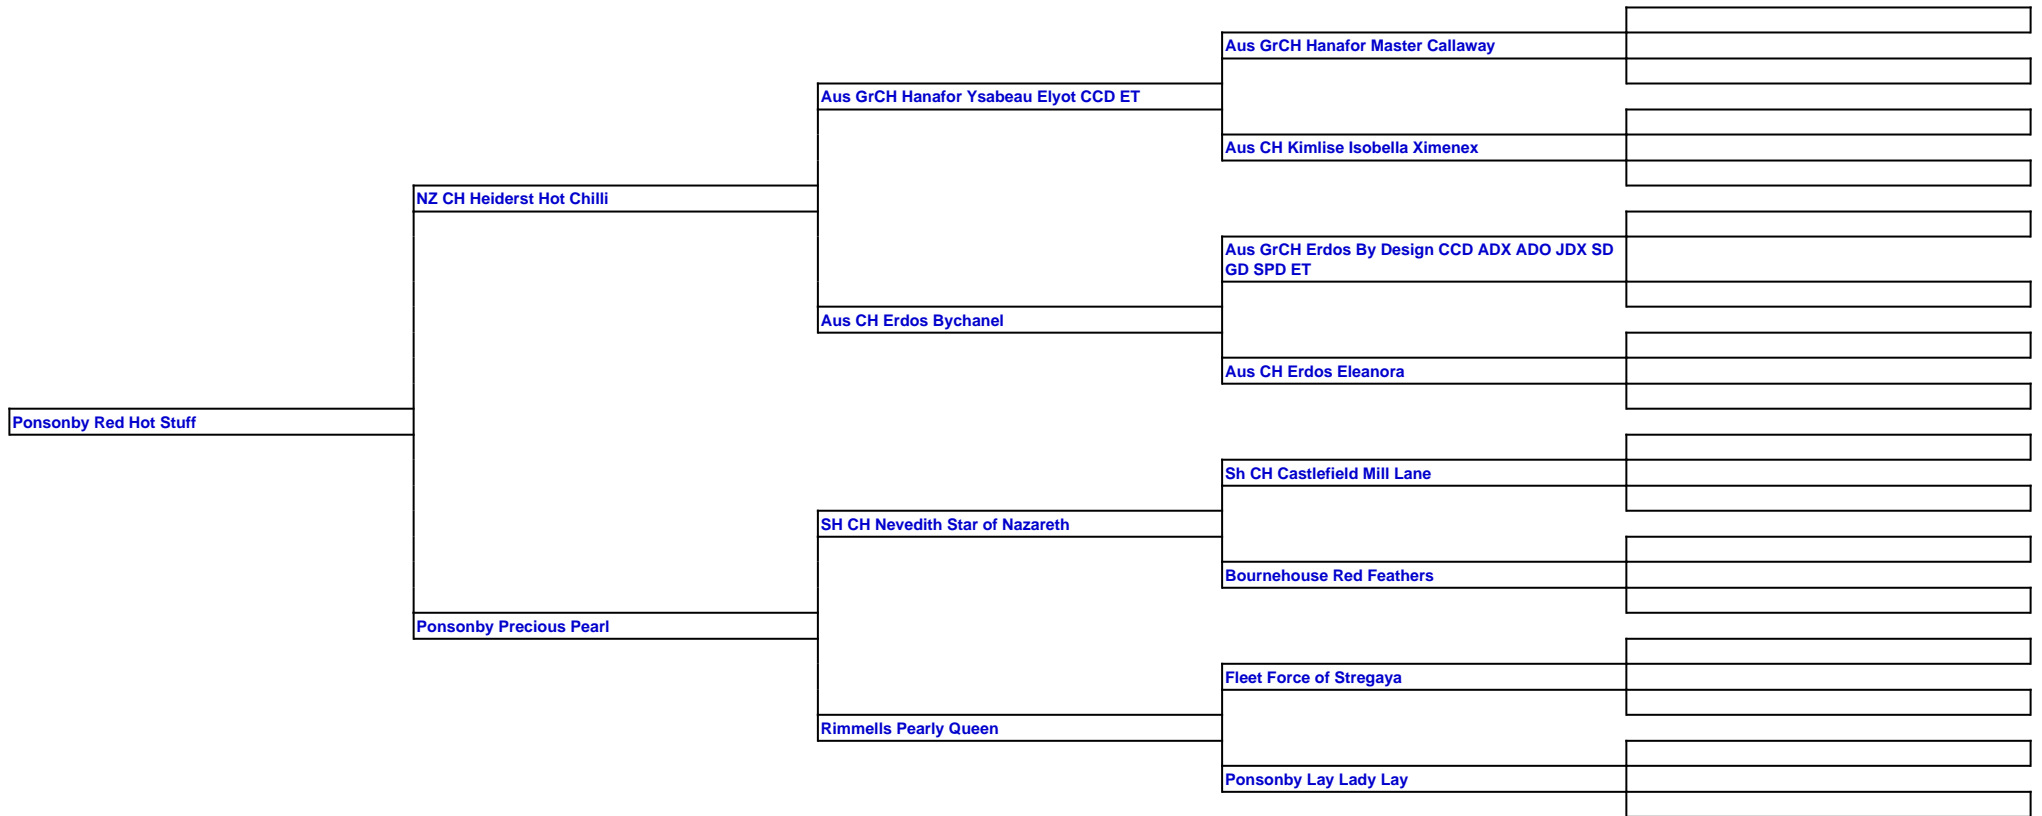 Aus GrCH Hanafor Master Callaway
Aus GrCH Hanafor Ysabeau Elyot CCD ET
Aus CH Kimlise Isobella Ximenex
NZ CH Heiderst Hot Chilli
Aus GrCH Erdos By Design CCD ADX ADO JDX SD
GD SPD ET
Aus CH Erdos Bychanel
Aus CH Erdos Eleanora
Ponsonby Red Hot Stuff
Sh CH Castlefield Mill Lane
SH CH Nevedith Star of Nazareth
Bournehouse Red Feathers
Ponsonby Precious Pearl
Fleet Force of Stregaya
Rimmells Pearly Queen
Ponsonby Lay Lady Lay